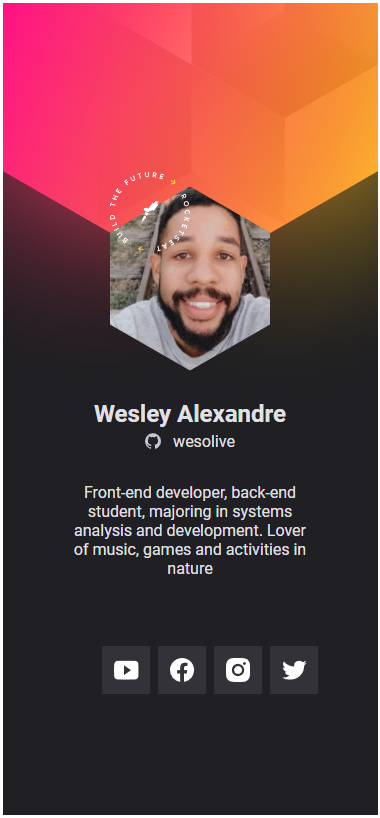 BUILD THE FUTURE
ROCKETSEAT
Wesley Alexandre
wesolive
Front-end developer, back-end
student, majoring in systems
analysis and development. Lover
of music, games and activities in
nature